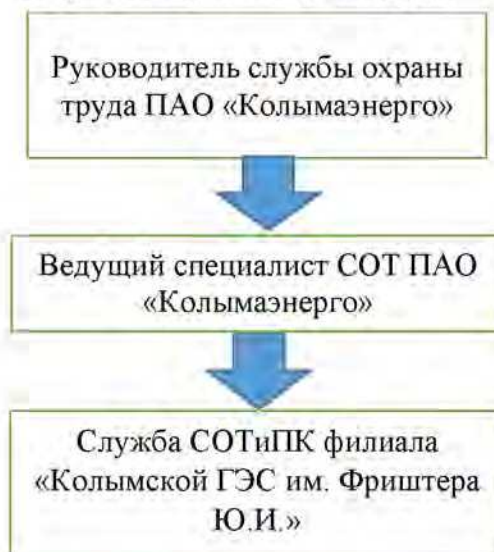 Руководитель службы охраны
труда ПАО «Колымаэнерго»
Ведущий специалист СОТ ПАО
«Колымаэнерго»
Служба СОТиПК филиала
«Колымской ГЭС им. Фриштера
Ю.И.»